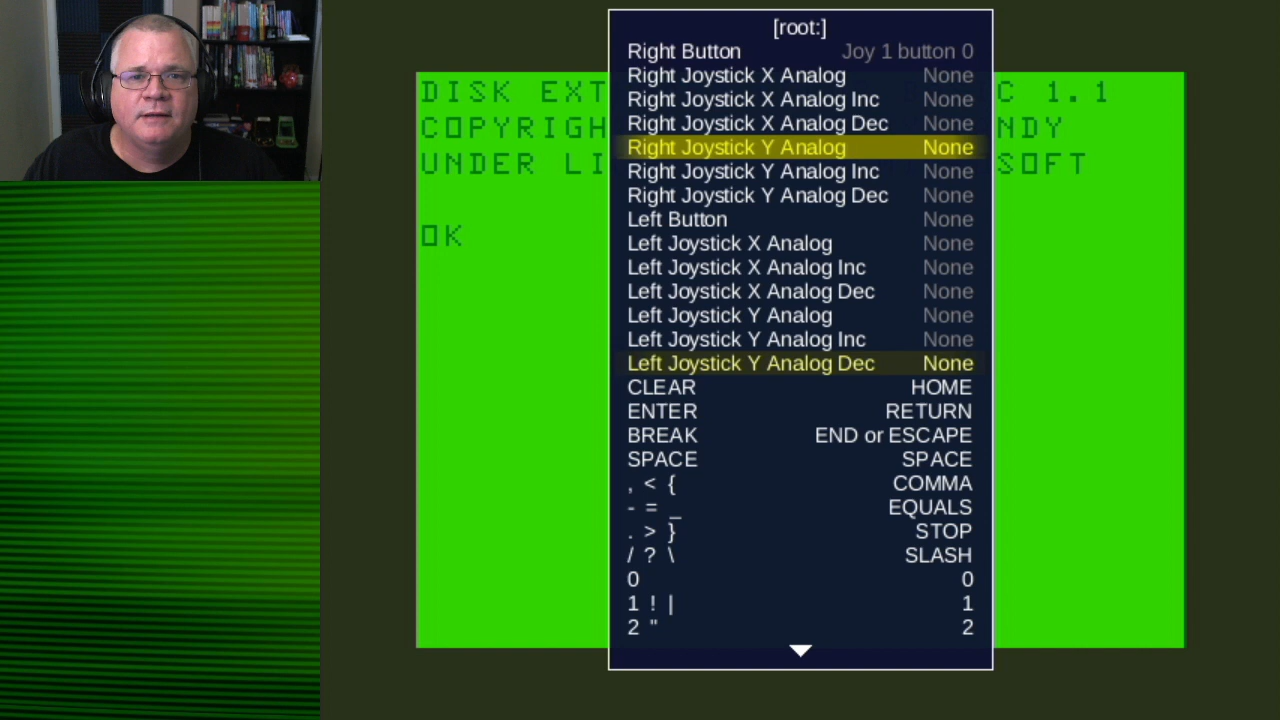 [root:]
Right Button Joy 1 button 0
Right Joystick X Analog None
Right Joystick X Analog Inc None
Right Joystick X Analog Dec None
Right Joystick Y Analog None
Right Joystick Y Analog Inc None
Right Joystick Y Analog Dec None
Left Button None
Left Joystick X Analog None
Left Joystick X Analog Inc None
Left Joystick X Analog Dec None
Left Joystick Y Analog None
Left Joystick Y Analog Inc None
Left Joystick Y Analog Dec None
CLEAR HOME
ENTER RETURN
BREAK END or ESCAPE
SPACE SPACE
, < { COMMA
- = _ EQUALS
. > } STOP
/ ? \ SLASH
0 0
1 ! | 1
2 " 2
DISK EXT C 1.1
COPYRIGH NDY
UNDER LI SOFT
OK